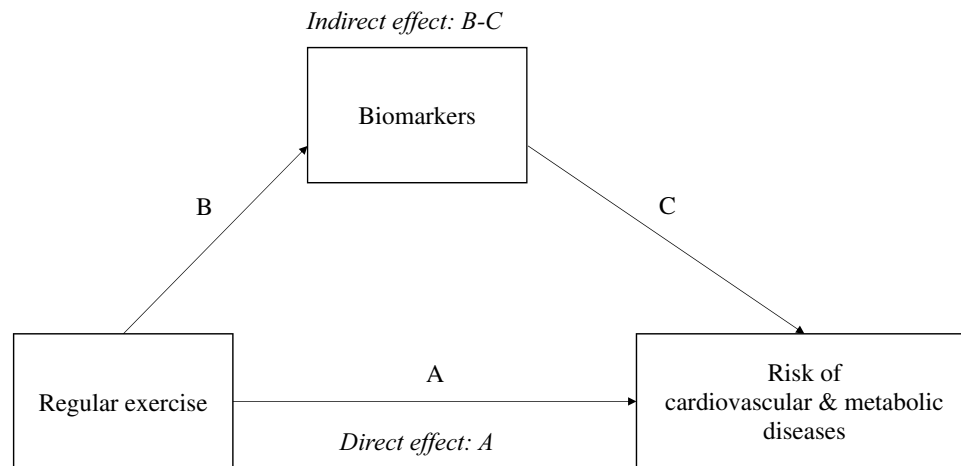 Indirect effect: B-C
Biomarkers
B
C
Regular exercise
A
Direct effect: A
Risk of
cardiovascular & metabolic
diseases